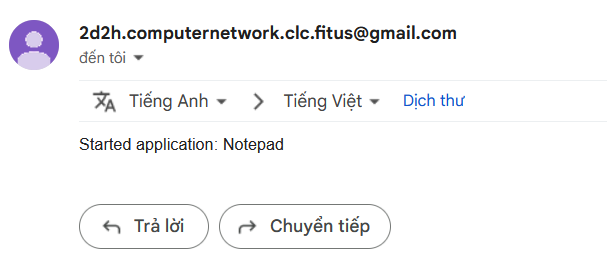 2d2h.computernetwork.clc.fitus@gmail.com
đến tôi
Tiếng Anh Tiếng Việt Dịch thư
Started application: Notepad
Trả lời Chuyển tiếp